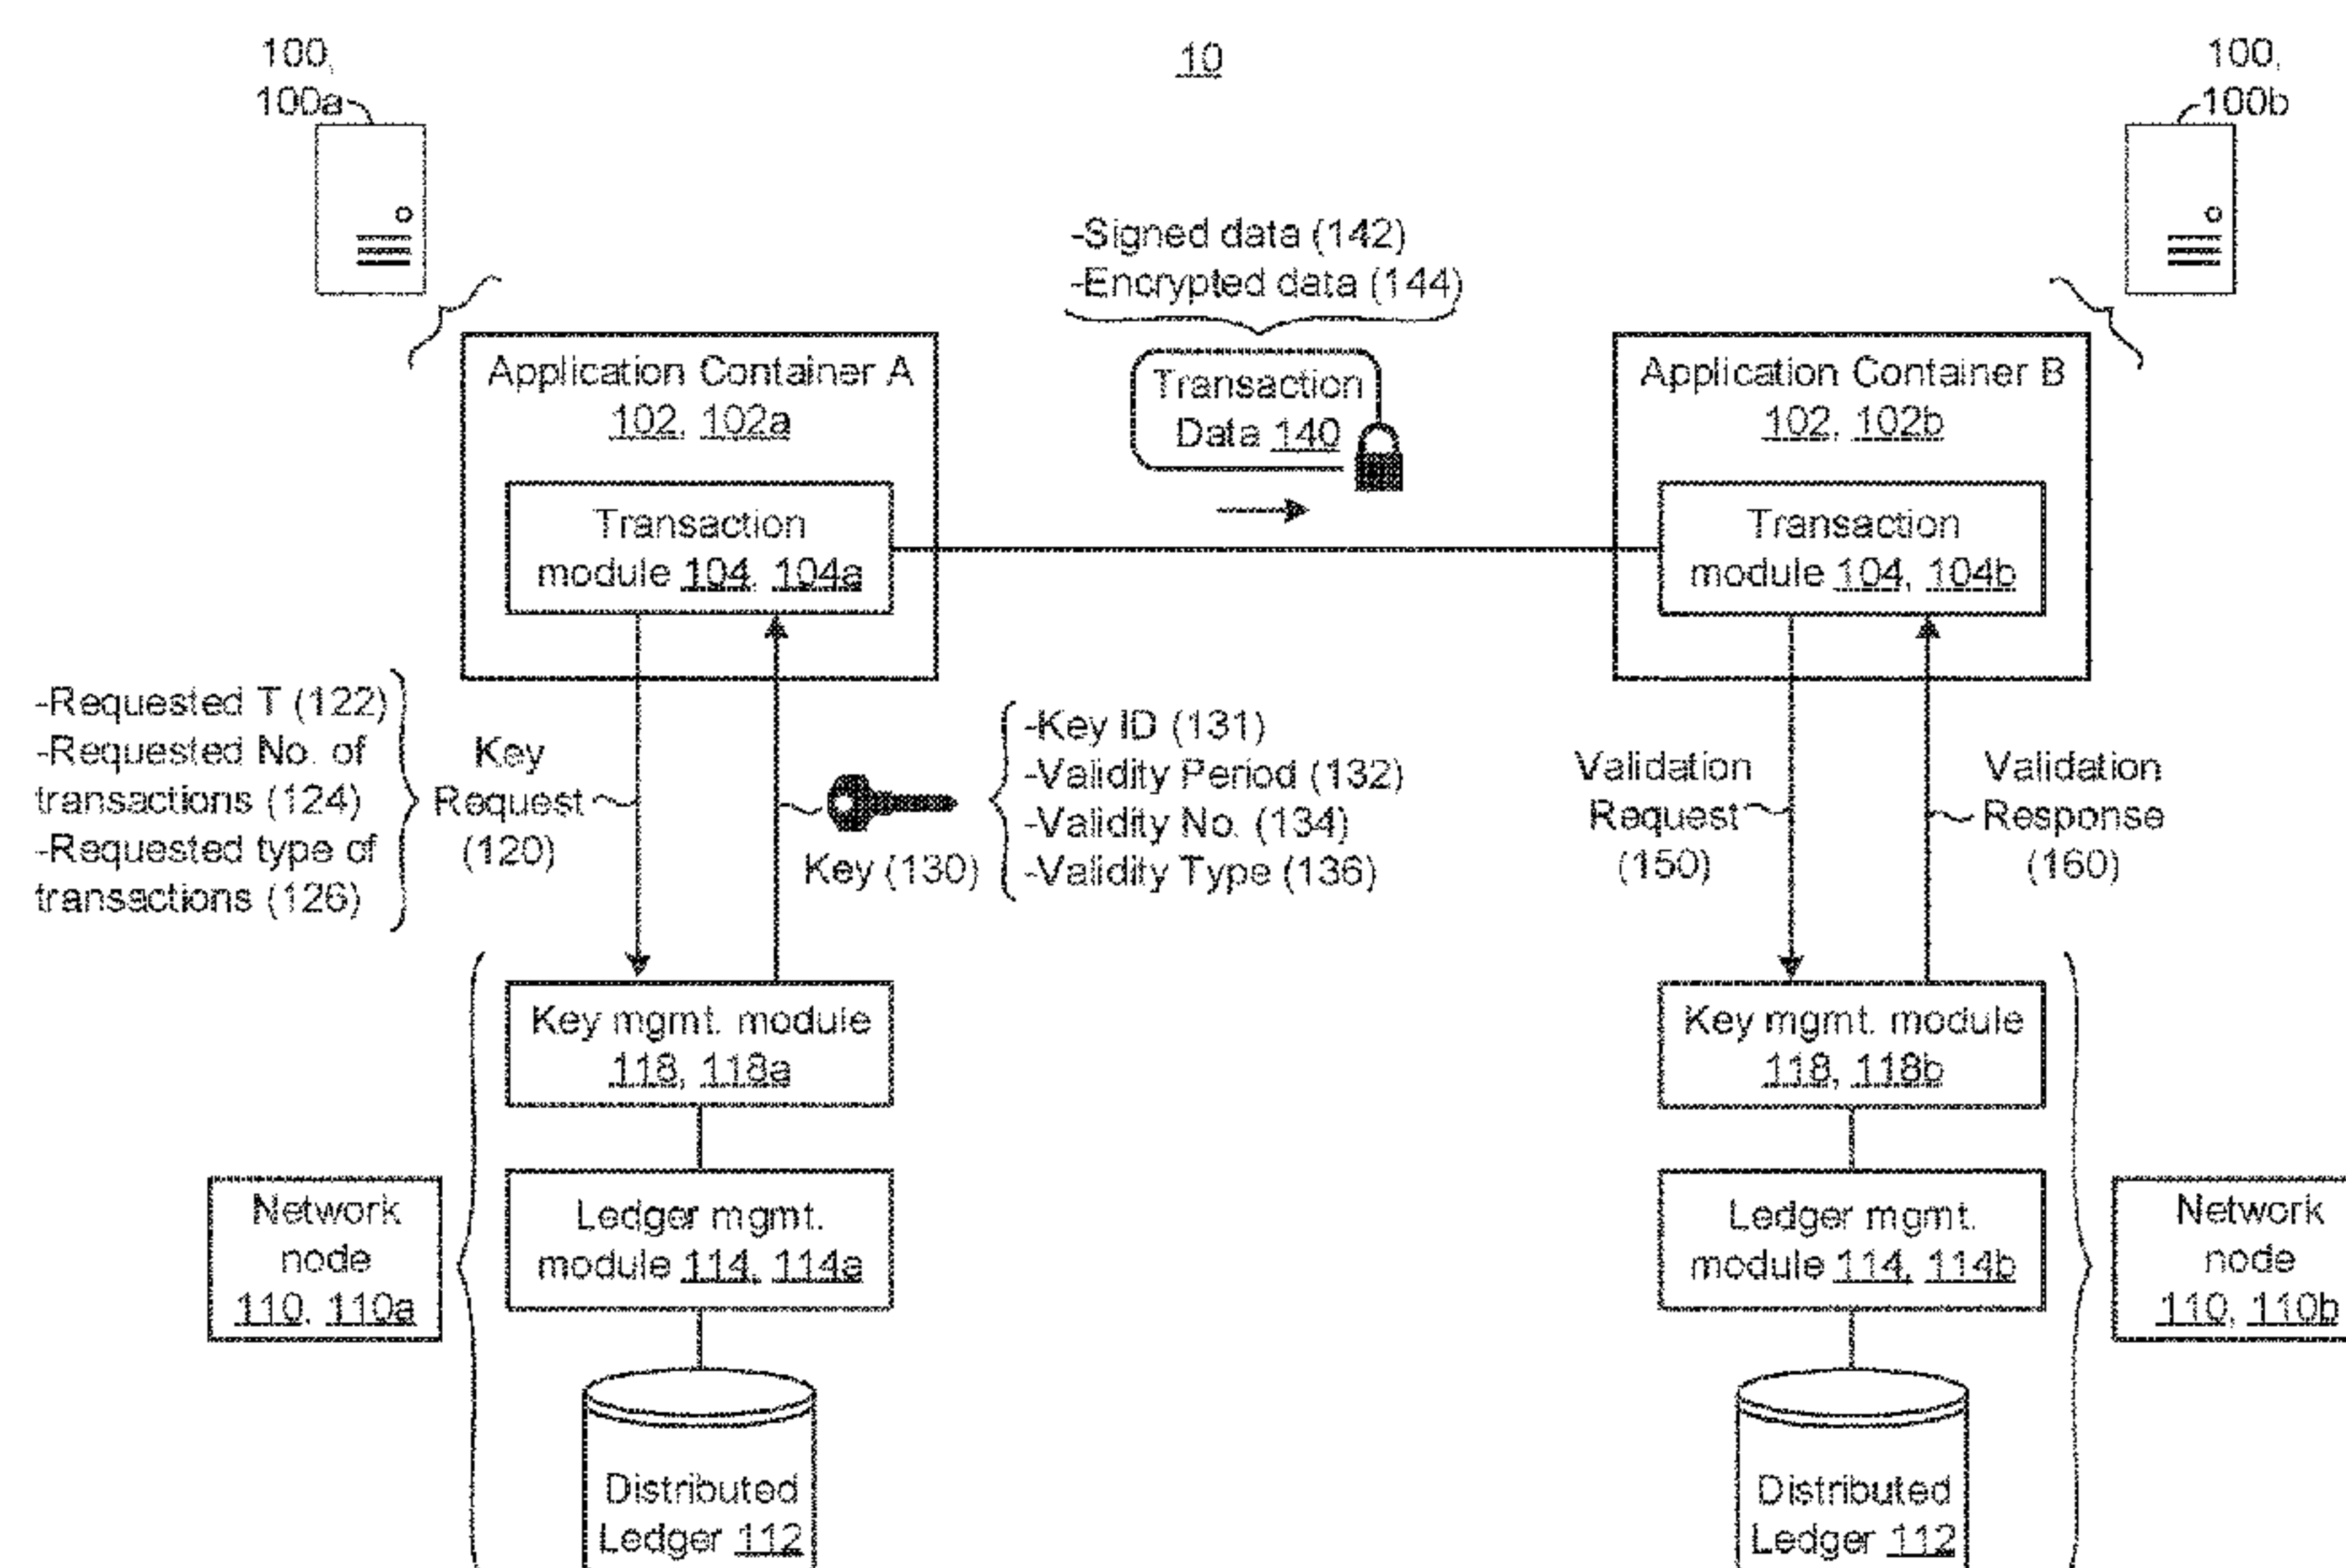 10
100,
100a
100,
100b
-Signed data (142)
-Encrypted data (144)
Application Container A
102, 102a
Transaction
Data 140
Application Container B
102, 102b
Transaction
module 104, 104a
Transaction
module 104, 104b
-Requested T (122)
-Requested No. of
transactions (124)
-Requested type of
transactions (126)
Key
Request
(120)
Key (130)
-Key ID (131)
-Validity Period (132)
-Validity No. (134)
-Validity Type (136)
Validation
Request
(150)
Validation
Response
(160)
Key mgmt. module
118, 118a
Key mgmt. module
118, 118b
Network
node
110, 110a
Ledger mgmt.
module 114, 114a
Ledger mgmt.
module 114, 114b
Network
node
110, 110b
Distributed
Ledger 112
Distributed
Ledger 112